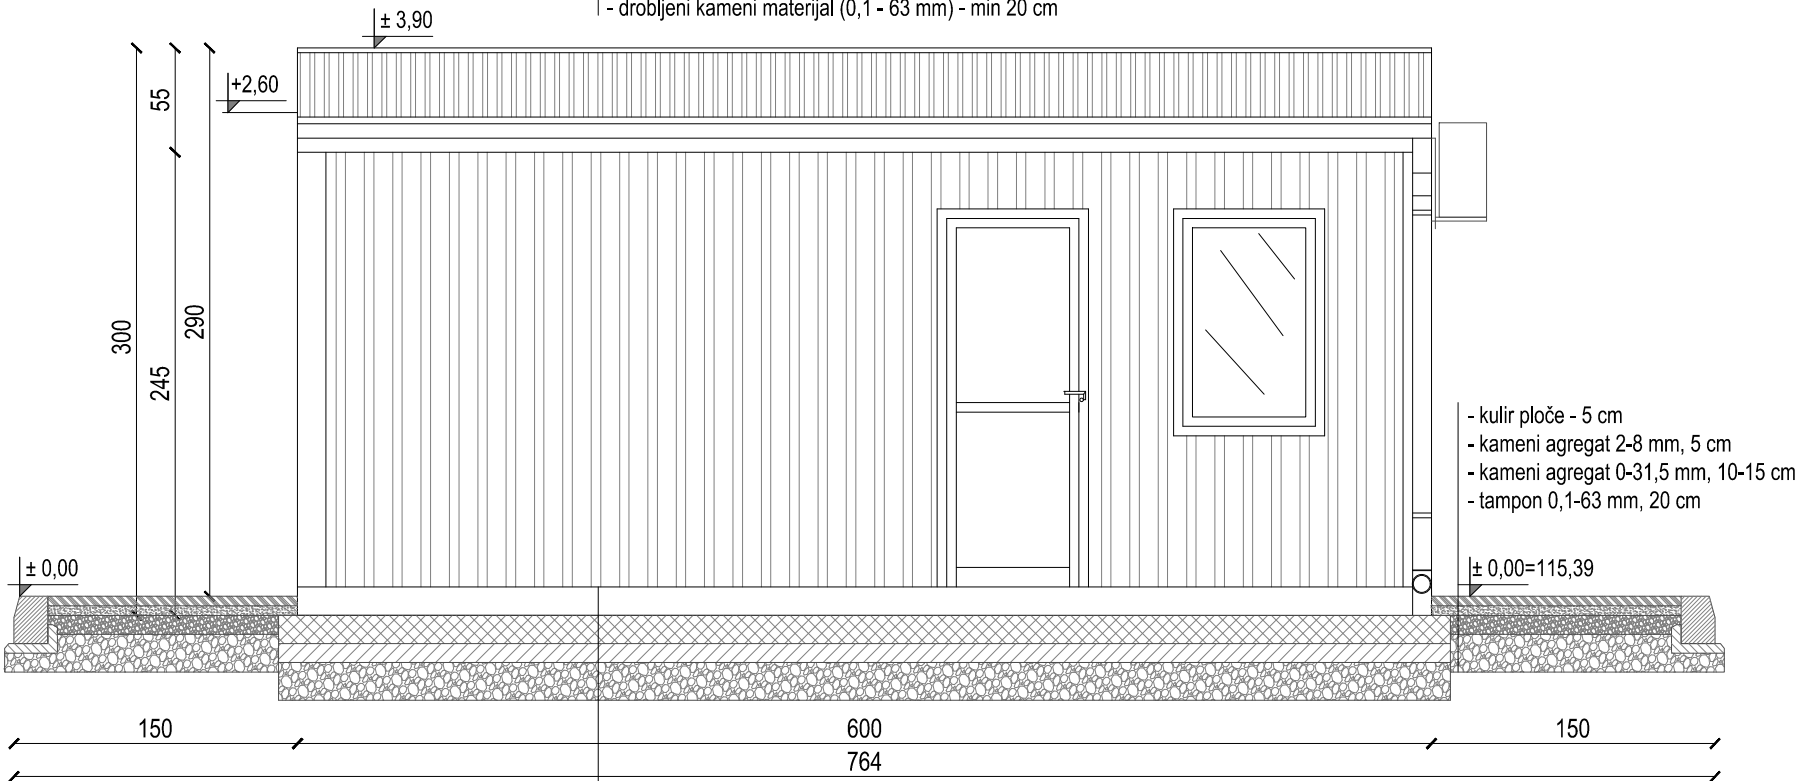 - drobljeni kameni materijal (0,1 - 63 mm) - min 20 cm
± 3,90
+2,60
55
300
290
245
- kulir ploče - 5 cm
- kameni agregat 2-8 mm, 5 cm
- kameni agregat 0-31,5 mm, 10-15 cm
- tampon 0,1-63 mm, 20 cm
± 0,00
± 0,00=115,39
150
600
150
764